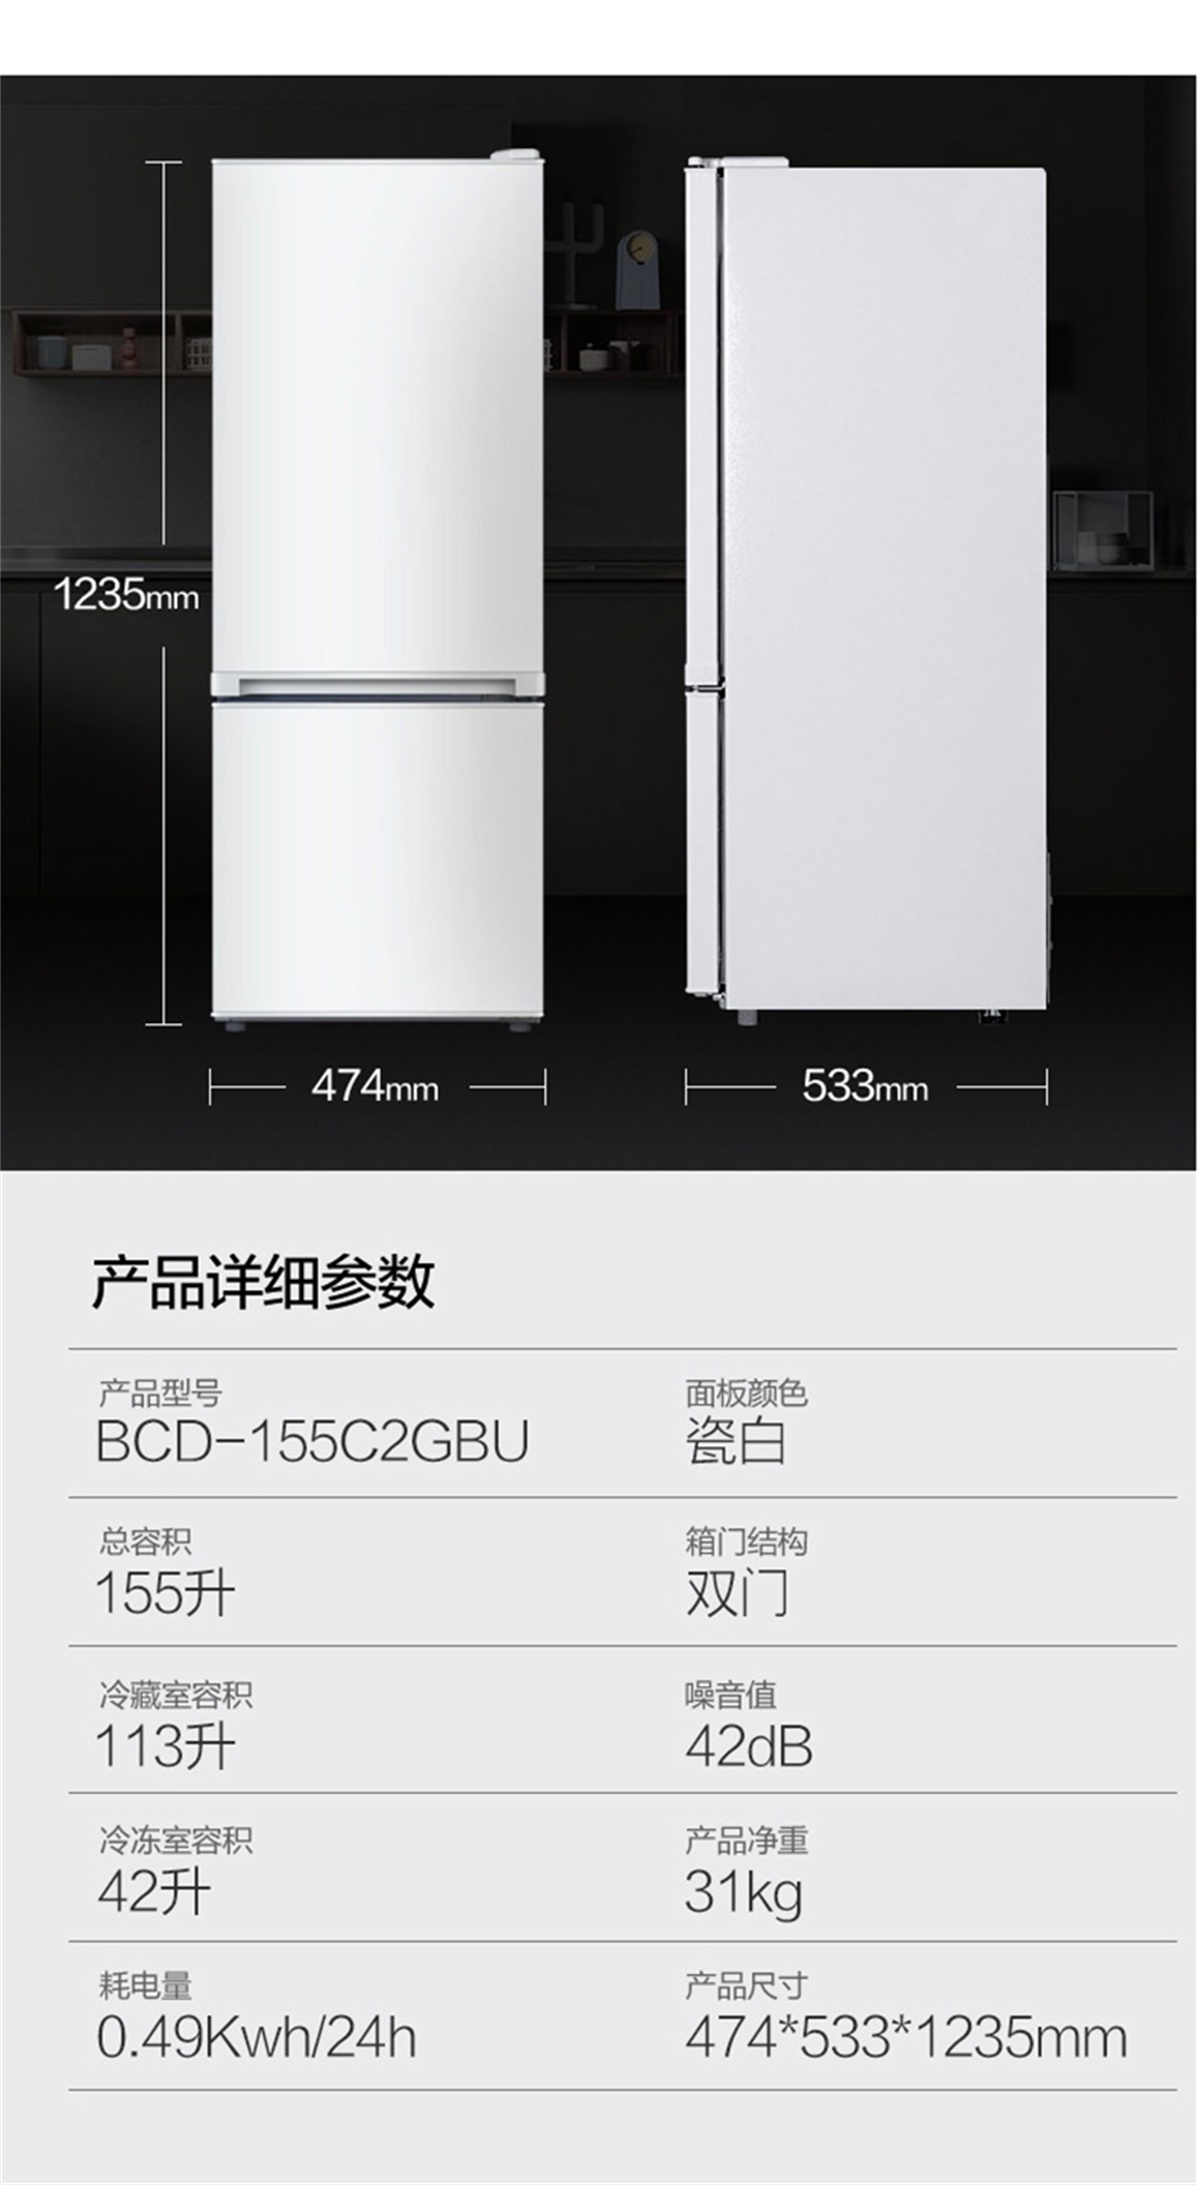 1235mm
474mm
533mm
产品详细参数
产品型号
BCD-155C2GBU
面板颜色
瓷白
总容积
155升
箱门结构
双门
冷藏室容积
113升
噪音值
42dB
冷冻室容积
42升
产品净重
31kg
耗电量
0.49Kwh/24h
产品尺寸
474*533*1235mm